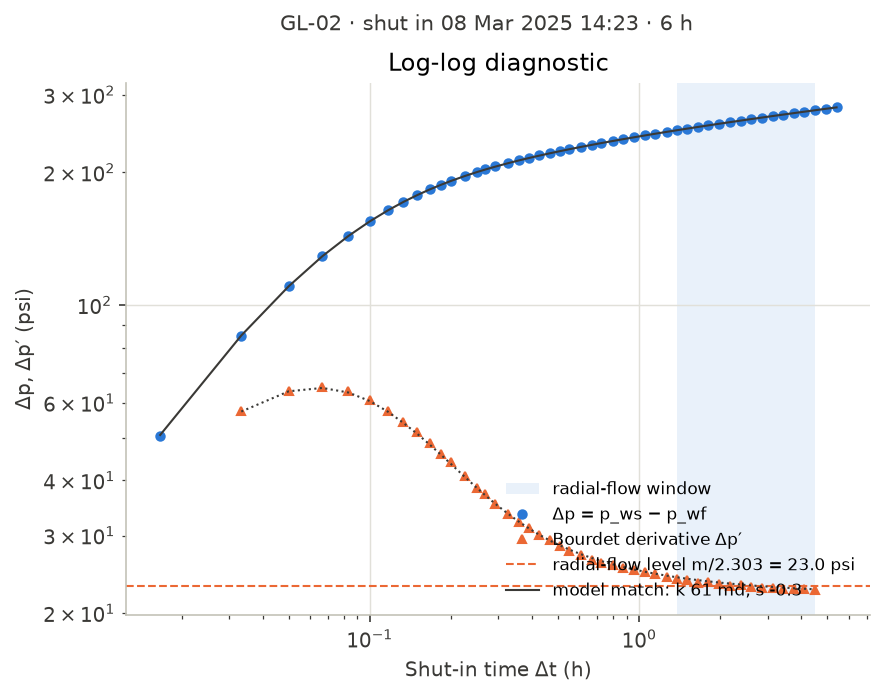 GL-02 · shut in 08 Mar 2025 14:23 · 6 h
Log-log diagnostic
3 × 10²
2 × 10²
10²
6 × 10¹
4 × 10¹
3 × 10¹
2 × 10¹
Δp, Δp′ (psi)
radial-flow window
Δp = p_ws − p_wf
Bourdet derivative Δp′
radial-flow level m/2.303 = 23.0 psi
model match: k 61 md, s -0.3
10⁻¹
10⁰
Shut-in time Δt (h)